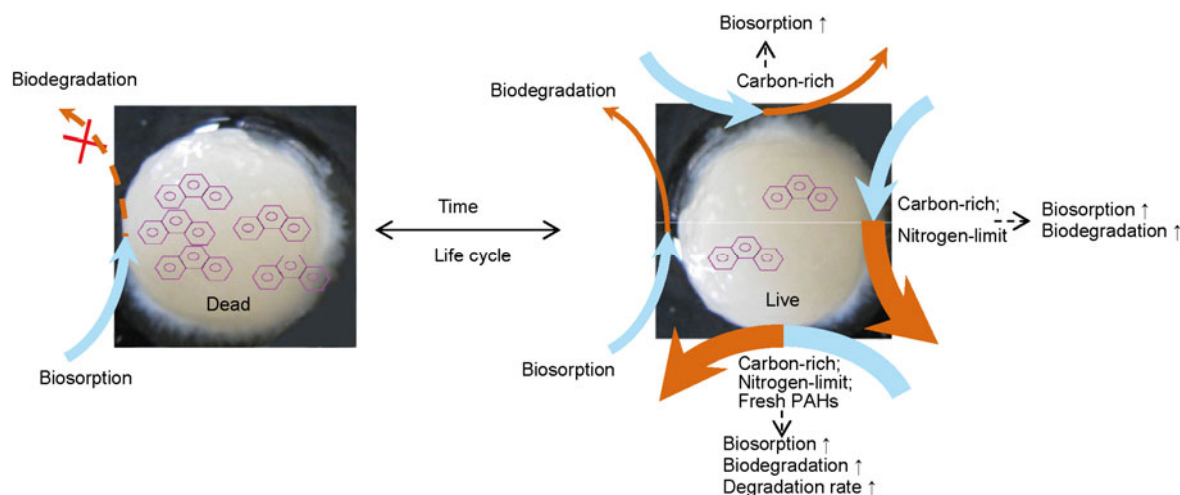 Biodegradation
Dead
Biosorption
Time
Life cycle
Biosorption ↑
Carbon-rich
Biodegradation
Carbon-rich;
Nitrogen-limit
Biosorption ↑
Biodegradation ↑
Live
Biosorption
Carbon-rich;
Nitrogen-limit;
Fresh PAHs
Biosorption ↑
Biodegradation ↑
Degradation rate ↑